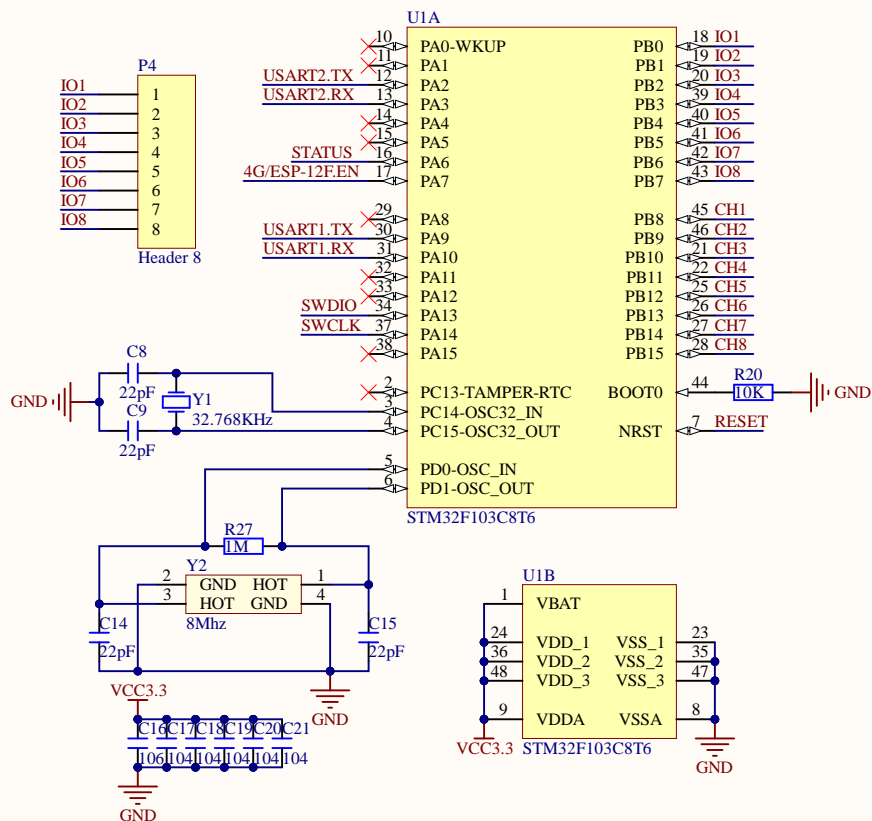 U1A
10 PA0-WKUP PB0 18 IO1
11 PA1 PB1 19 IO2
USART2.TX 12 PA2 PB2 20 IO3
USART2.RX 13 PA3 PB3 39 IO4
14 PA4 PB4 40 IO5
15 PA5 PB5 41 IO6
STATUS 16 PA6 PB6 42 IO7
4G/ESP-12F.EN 17 PA7 PB7 43 IO8
29 PA8 PB8 45 CH1
USART1.TX 30 PA9 PB9 46 CH2
USART1.RX 31 PA10 PB10 21 CH3
32 PA11 PB11 22 CH4
33 PA12 PB12 25 CH5
SWDIO 34 PA13 PB13 26 CH6
SWCLK 37 PA14 PB14 27 CH7
38 PA15 PB15 28 CH8
2 PC13-TAMPER-RTC BOOT0 44
3 PC14-OSC32_IN
4 PC15-OSC32_OUT NRST 7 RESET
5 PD0-OSC_IN
6 PD1-OSC_OUT
STM32F103C8T6
R20
10K
GND
P4
IO1 1
IO2 2
IO3 3
IO4 4
IO5 5
IO6 6
IO7 7
IO8 8
Header 8
C8
22pF
GND
Y1
32.768KHz
C9
22pF
R27
1M
Y2
2 GND HOT 1
3 HOT GND 4
8Mhz
C14
22pF
C15
22pF
GND
VCC3.3
C16 C17 C18 C19 C20 C21
106 104 104 104 104 104
GND
U1B
1 VBAT
24 VDD_1 VSS_1 23
36 VDD_2 VSS_2 35
48 VDD_3 VSS_3 47
9 VDDA VSSA 8
VCC3.3
STM32F103C8T6
GND